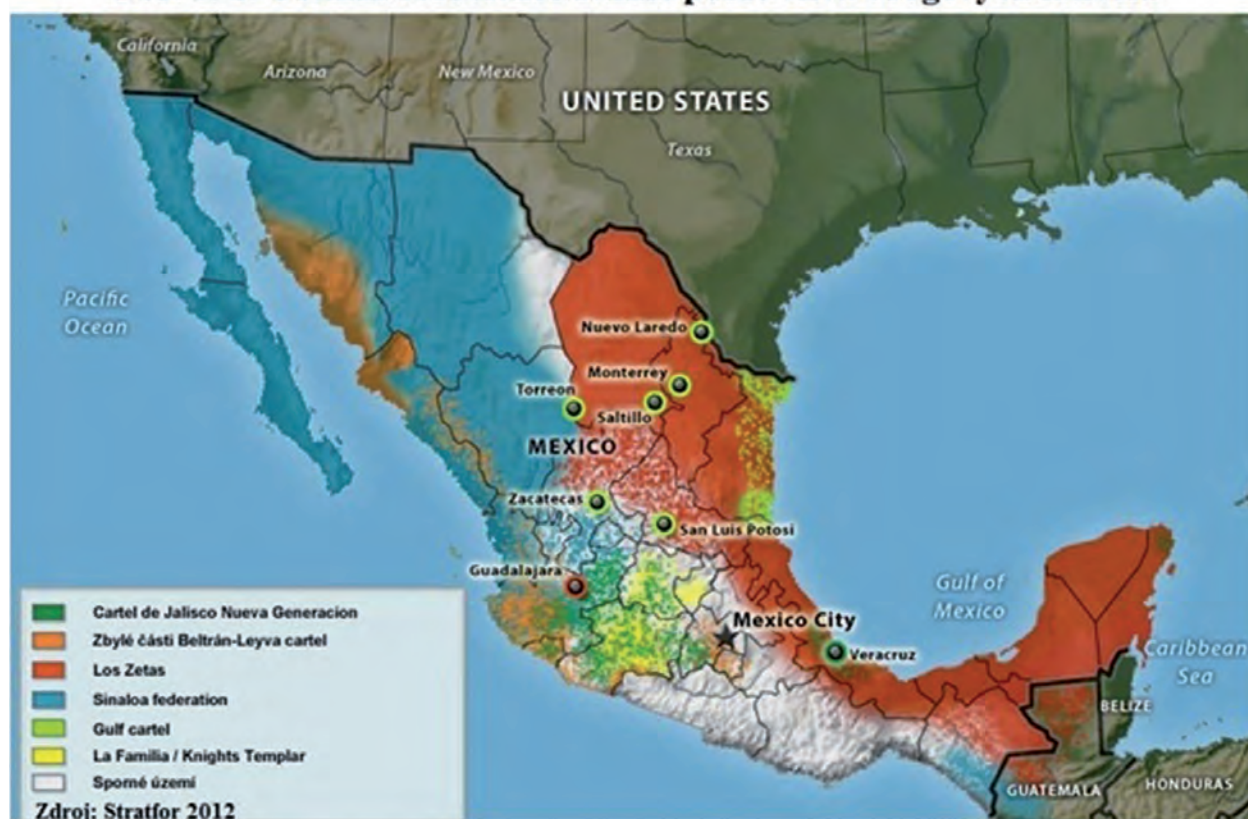 California
Arizona
New Mexico
UNITED STATES
Texas
Pacific
Ocean
Nuevo Laredo
Monterrey
Torreon
Saltillo
MEXICO
Zacatecas
San Luis Potosi
Guadalajara
Gulf of
Mexico
Mexico City
Veracruz
Caribbean
Sea
BELIZE
GUATEMALA
HONDURAS
Cartel de Jalisco Nueva Generacion
Zbylé části Beltrán-Leyva cartel
Los Zetas
Sinaloa federation
Gulf cartel
La Familia / Knights Templar
Sporné území
Zdroj: Stratfor 2012